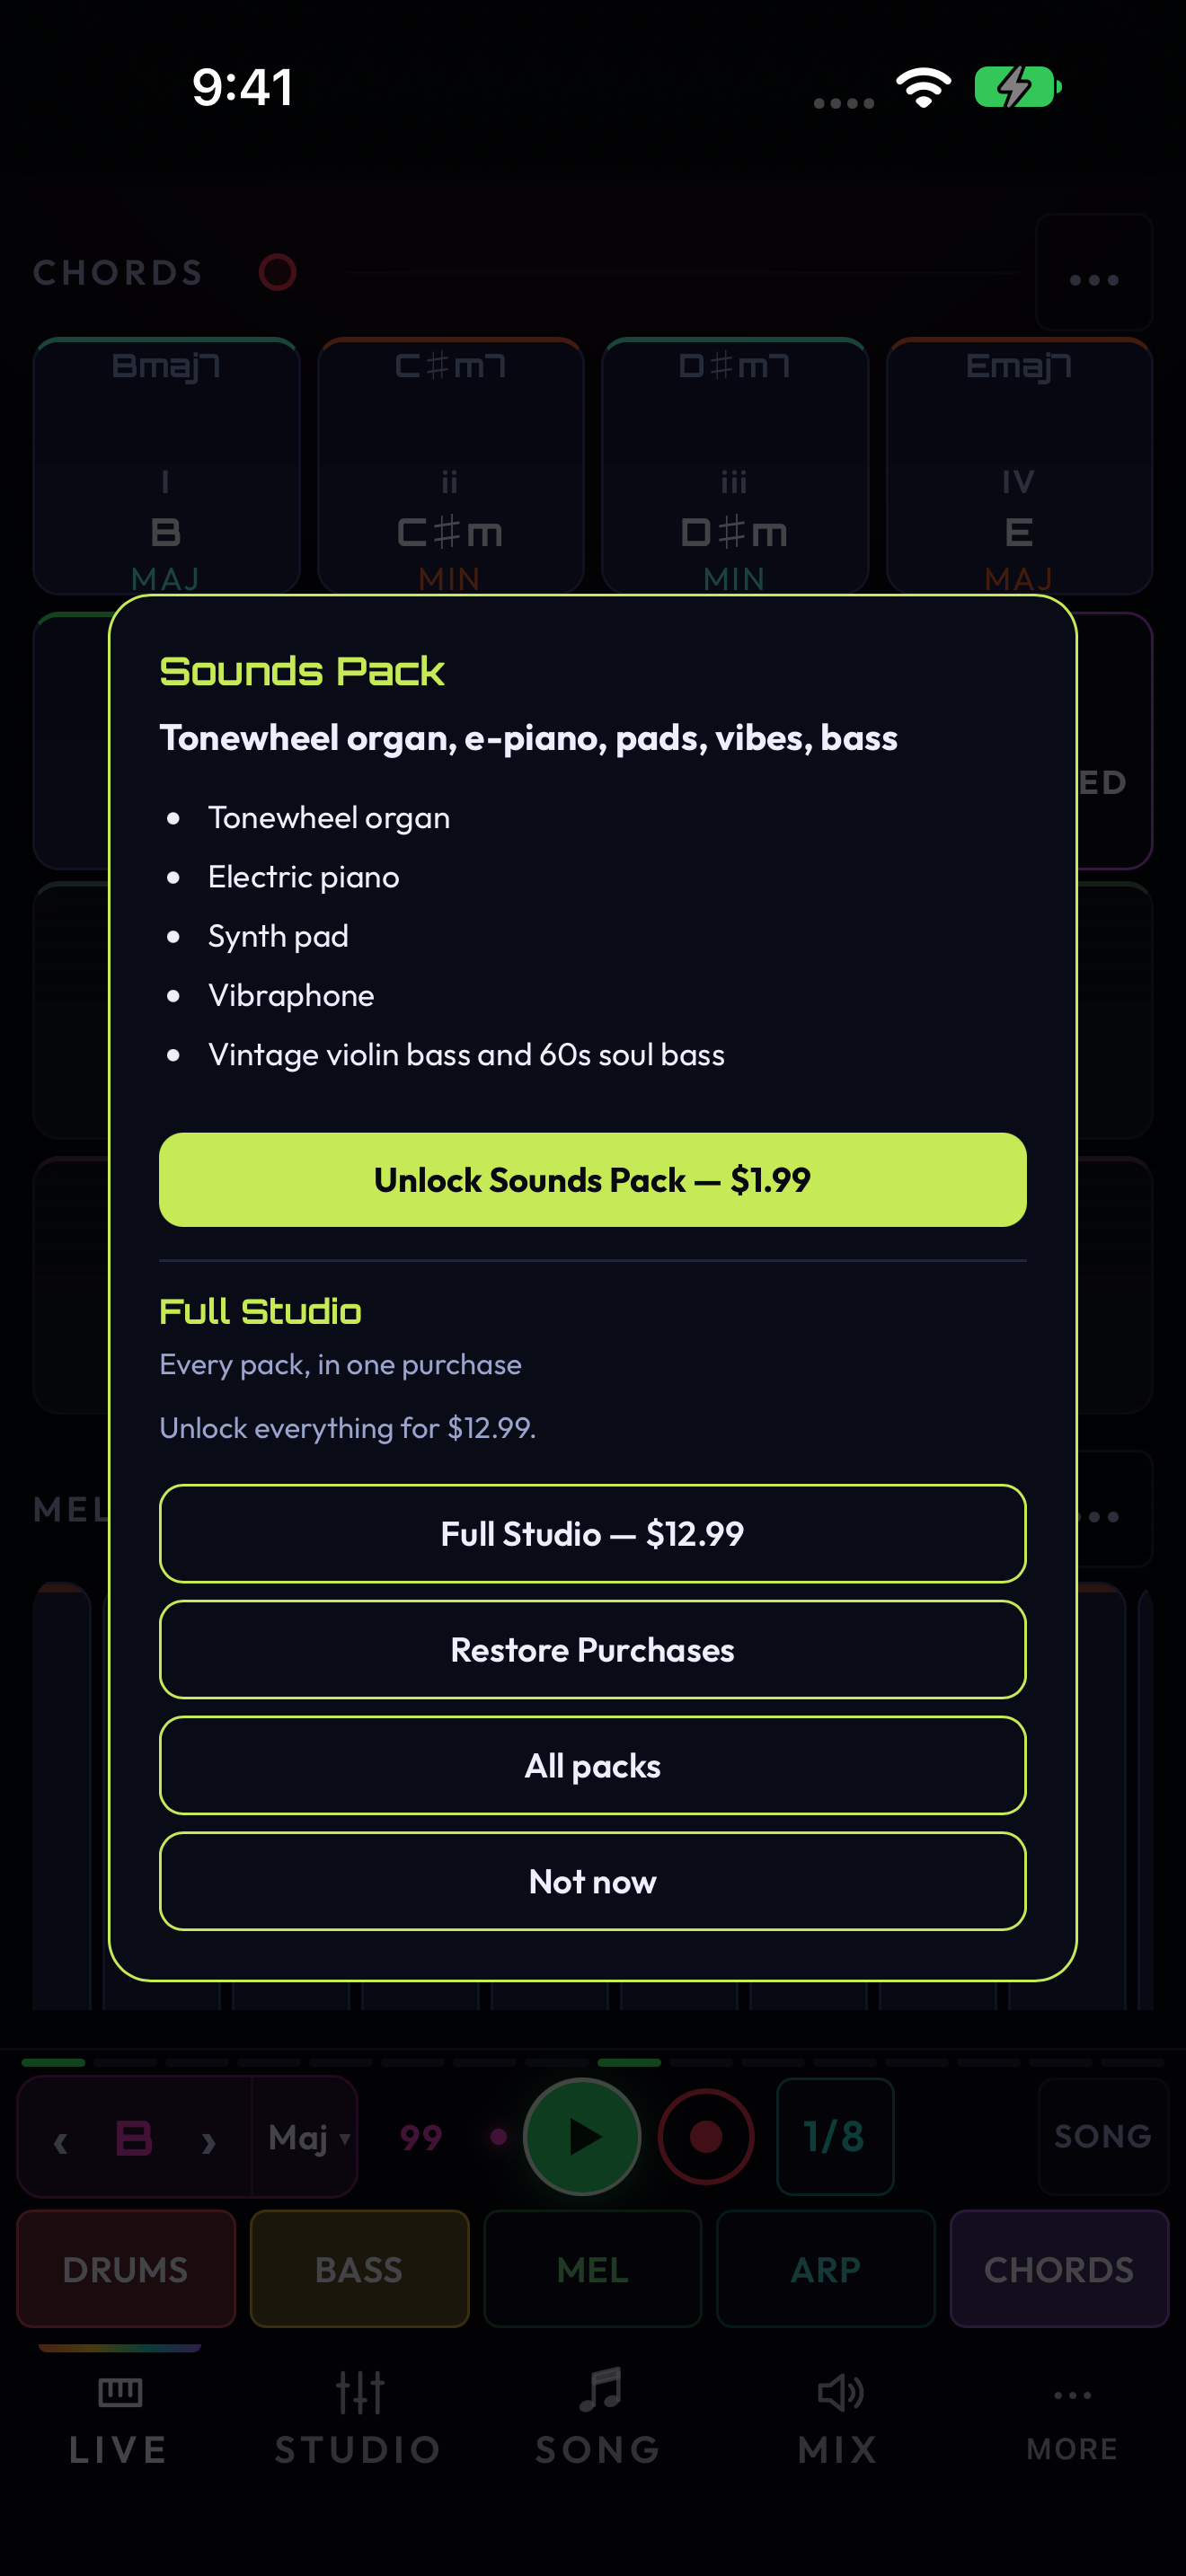 9:41
CHORDS
...
Bmaj7 C♯m7 D♯m7 Emaj7
I ii iii IV
B C♯m D♯m E
MAJ MIN MIN MAJ
Sounds Pack
Tonewheel organ, e-piano, pads, vibes, bass
• Tonewheel organ
• Electric piano
• Synth pad
• Vibraphone
• Vintage violin bass and 60s soul bass
Unlock Sounds Pack — $1.99
Full Studio
Every pack, in one purchase
Unlock everything for $12.99.
Full Studio — $12.99
Restore Purchases
All packs
Not now
ED
MEL
...
‹ B › Maj ▾ 99 1/8 SONG
DRUMS BASS MEL ARP CHORDS
LIVE STUDIO SONG MIX MORE